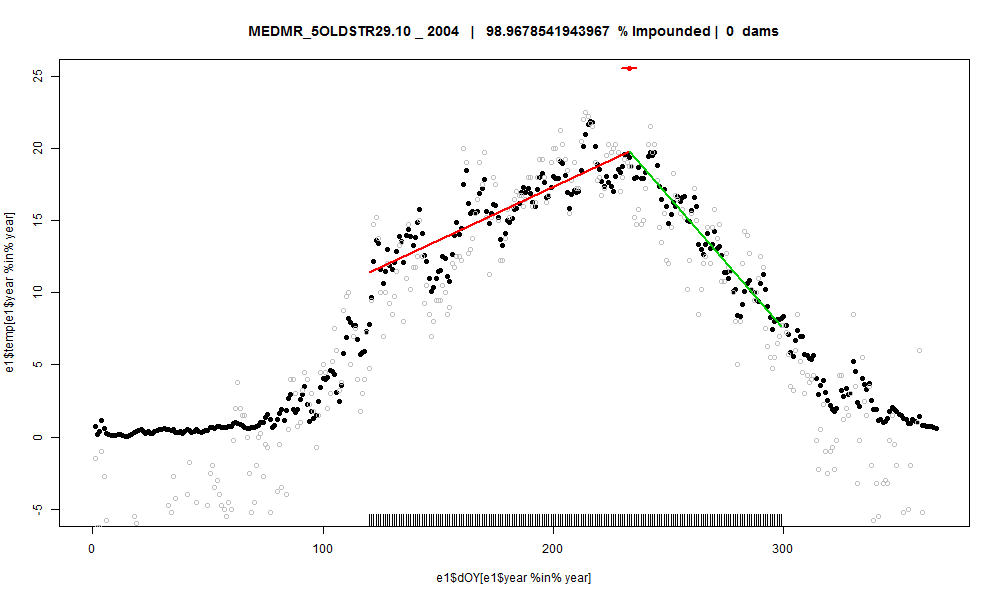 MEDMR_5OLDSTR29.10 _ 2004 | 98.9678541943967 % Impounded | 0 dams
e1$temp[e1$year %in% year]
25
20
15
10
5
0
-5
0 100 200 300
e1$dOY[e1$year %in% year]